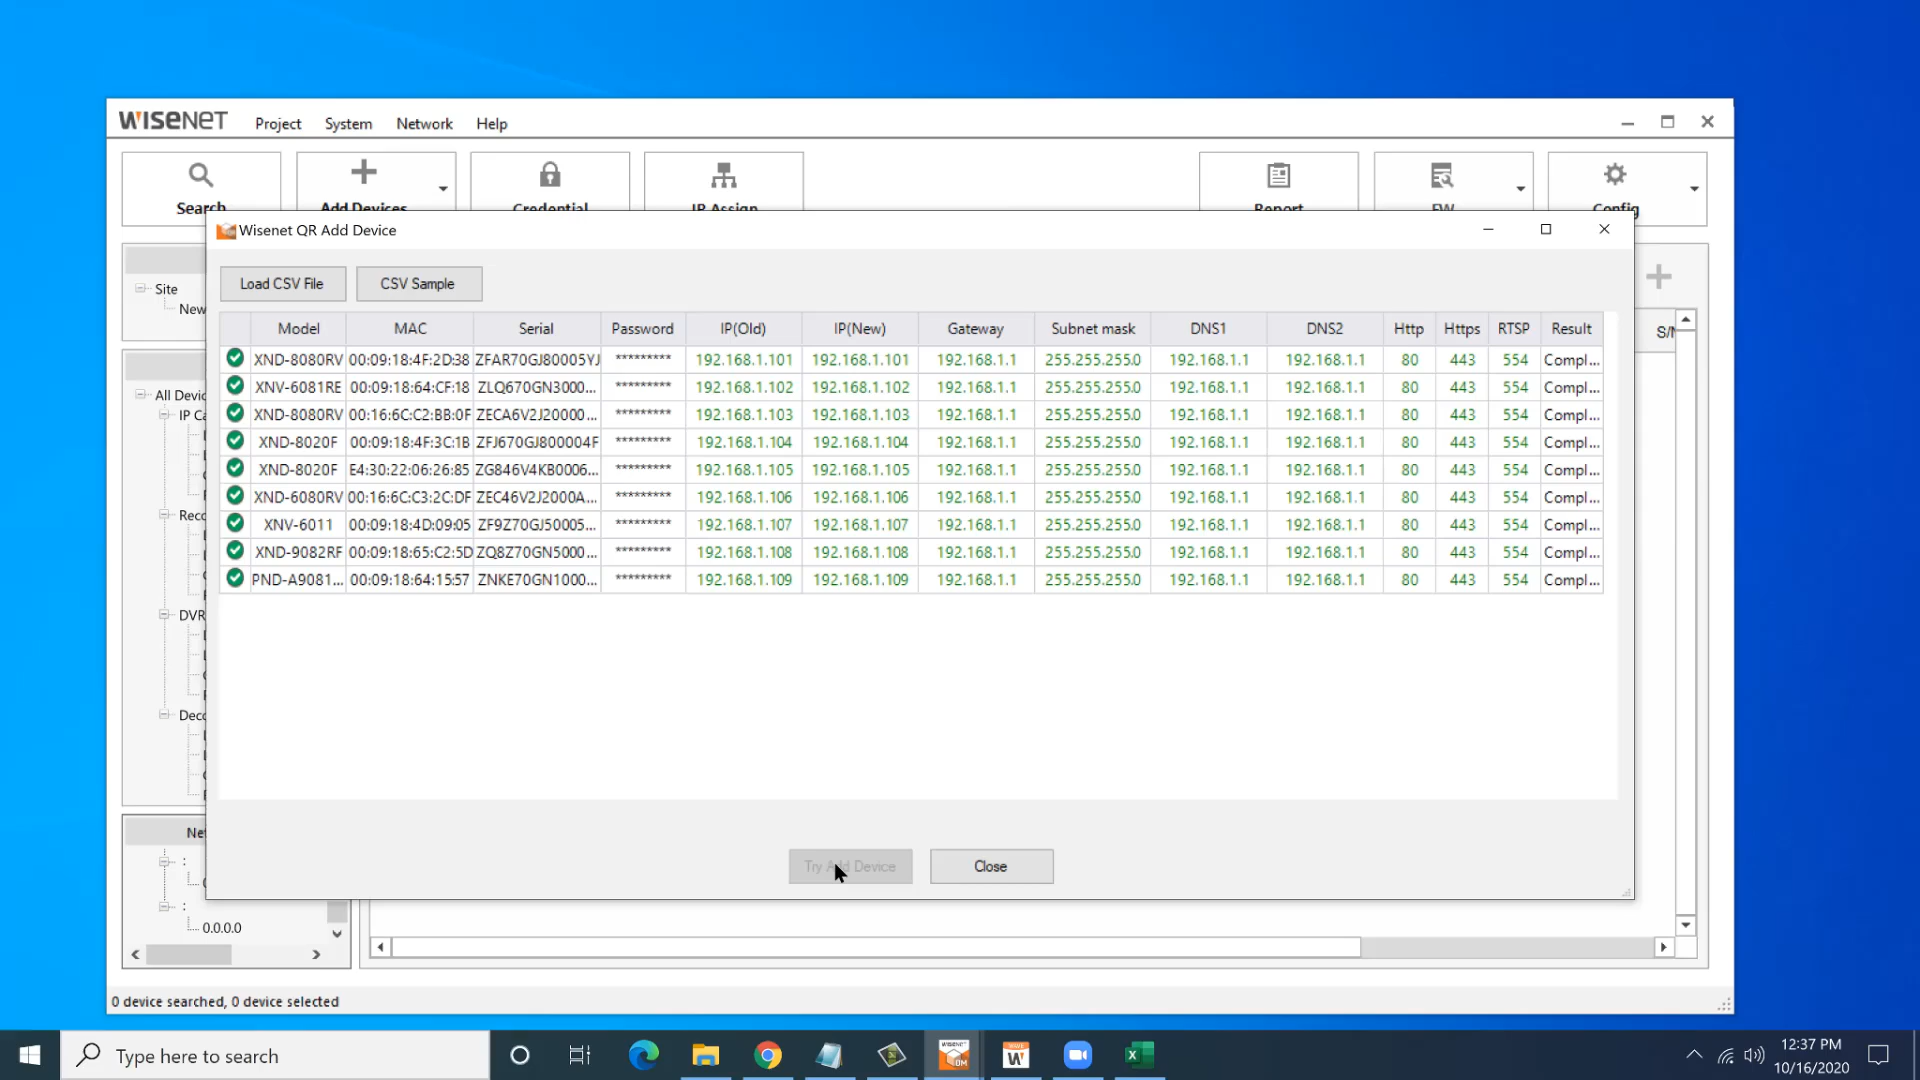 WISENET Project System Network Help
Search Add Devices Credential IP Assign Report FW Config
Wisenet QR Add Device
Load CSV File CSV Sample
Site
New
S/N
Model MAC Serial Password IP(Old) IP(New) Gateway Subnet mask DNS1 DNS2 Http Https RTSP Result
XND-8080RV 00:09:18:4F:2D:38 ZFAR70GJ80005YJ ********* 192.168.1.101 192.168.1.101 192.168.1.1 255.255.255.0 192.168.1.1 192.168.1.1 80 443 554 Compl...
XNV-6081RE 00:09:18:64:CF:18 ZLQ670GN3000... ********* 192.168.1.102 192.168.1.102 192.168.1.1 255.255.255.0 192.168.1.1 192.168.1.1 80 443 554 Compl...
XND-8080RV 00:16:6C:C2:BB:0F ZECA6V2J20000... ********* 192.168.1.103 192.168.1.103 192.168.1.1 255.255.255.0 192.168.1.1 192.168.1.1 80 443 554 Compl...
XND-8020F 00:09:18:4F:3C:1B ZFJ670GJ800004F ********* 192.168.1.104 192.168.1.104 192.168.1.1 255.255.255.0 192.168.1.1 192.168.1.1 80 443 554 Compl...
XND-8020F E4:30:22:06:26:85 ZG846V4KB0006... ********* 192.168.1.105 192.168.1.105 192.168.1.1 255.255.255.0 192.168.1.1 192.168.1.1 80 443 554 Compl...
XND-6080RV 00:16:6C:C3:2C:DF ZEC46V2J2000A... ********* 192.168.1.106 192.168.1.106 192.168.1.1 255.255.255.0 192.168.1.1 192.168.1.1 80 443 554 Compl...
XNV-6011 00:09:18:4D:09:05 ZF9Z70GJ50005... ********* 192.168.1.107 192.168.1.107 192.168.1.1 255.255.255.0 192.168.1.1 192.168.1.1 80 443 554 Compl...
XND-9082RF 00:09:18:65:C2:5D ZQ8Z70GN5000... ********* 192.168.1.108 192.168.1.108 192.168.1.1 255.255.255.0 192.168.1.1 192.168.1.1 80 443 554 Compl...
PND-A9081... 00:09:18:64:15:57 ZNKE70GN1000... ********* 192.168.1.109 192.168.1.109 192.168.1.1 255.255.255.0 192.168.1.1 192.168.1.1 80 443 554 Compl...
All Devic
IP Ca
Reco
DVR
Deco
Net
:
:
0.0.0.0
Try Add Device Close
0 device searched, 0 device selected
Type here to search
12:37 PM
10/16/2020